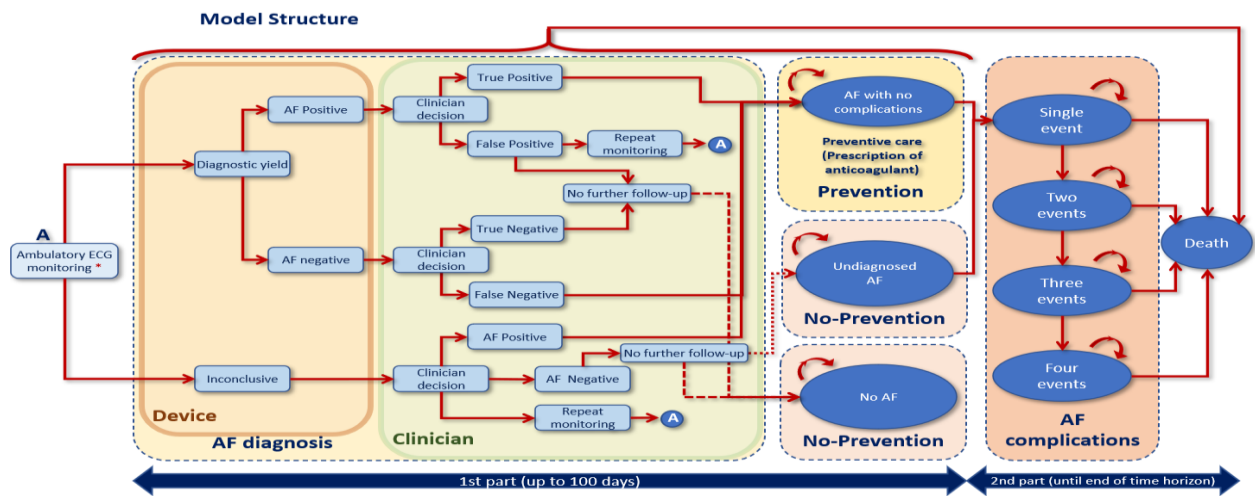 Model Structure
True Positive
AF Positive
Clinician
decision
False Positive
Repeat
monitoring
A
Diagnostic yield
No further follow-up
True Negative
A
Ambulatory ECG
monitoring *
AF negative
Clinician
decision
False Negative
AF Positive
No further follow-up
Inconclusive
Clinician
decision
AF Negative
Repeat
monitoring
A
Device
AF diagnosis
Clinician
AF with no
complications
Preventive care
(Prescription of
anticoagulant)
Prevention
Undiagnosed
AF
No-Prevention
No AF
No-Prevention
Single
event
Two
events
Three
events
Four
events
AF
complications
Death
1st part (up to 100 days)
2nd part (until end of time horizon)